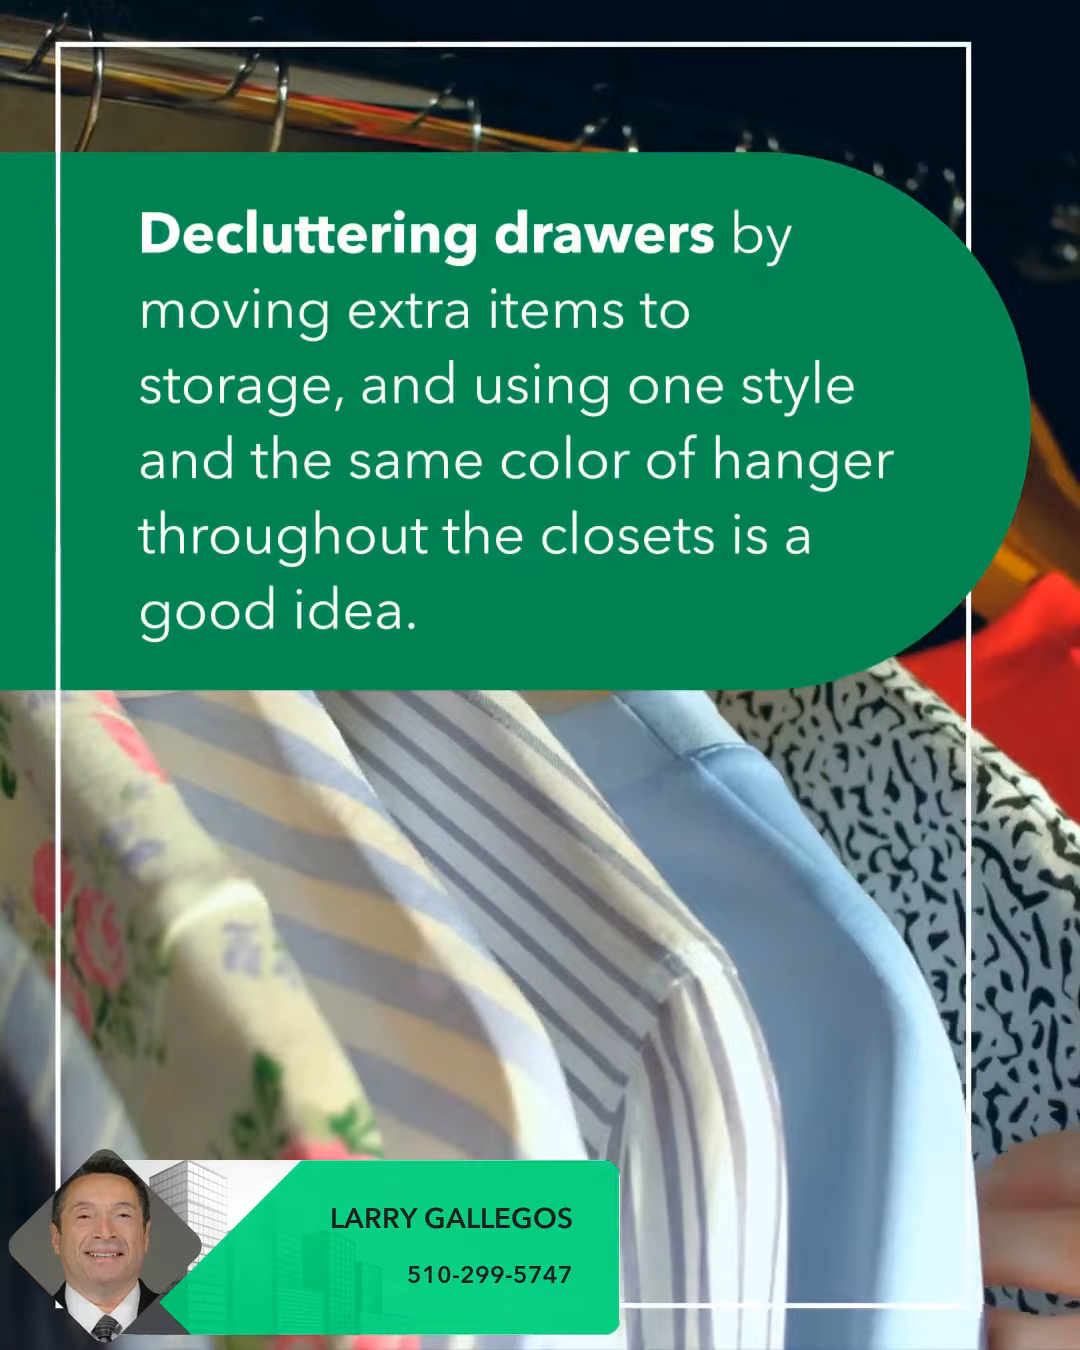 Decluttering drawers by
moving extra items to
storage, and using one style
and the same color of hanger
throughout the closets is a
good idea.
LARRY GALLEGOS
510-299-5747